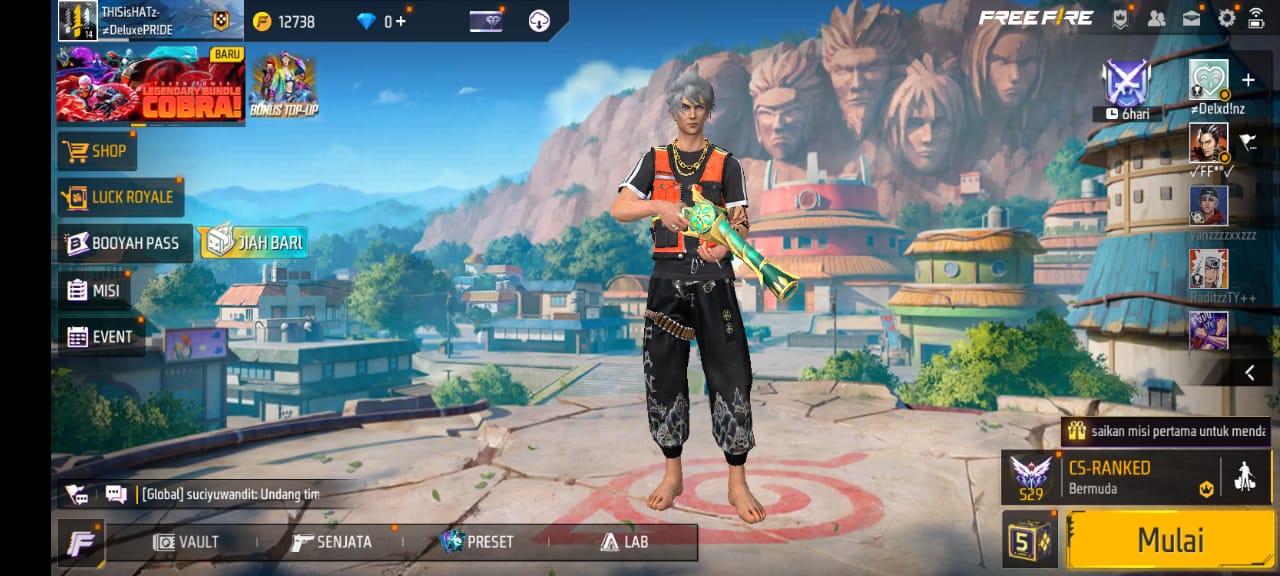 THISisHATz-
≠DeluxePR!DE
14
12738
0 +
FREE FIRE
BARU
LEGENDARY BUNDLE
COBRA!
BONUS TOP-UP
SHOP
LUCK ROYALE
BOOYAH PASS
JIAH BARU
MISI
EVENT
6hari
≠Delxd!nz
√FF*"√
yanzzzzxxzzz
RaditzzTY++
saikan misi pertama untuk menda
CS-RANKED
Bermuda
S29
[Global] suciyuwandit: Undang tim
VAULT
SENJATA
PRESET
LAB
5
Mulai